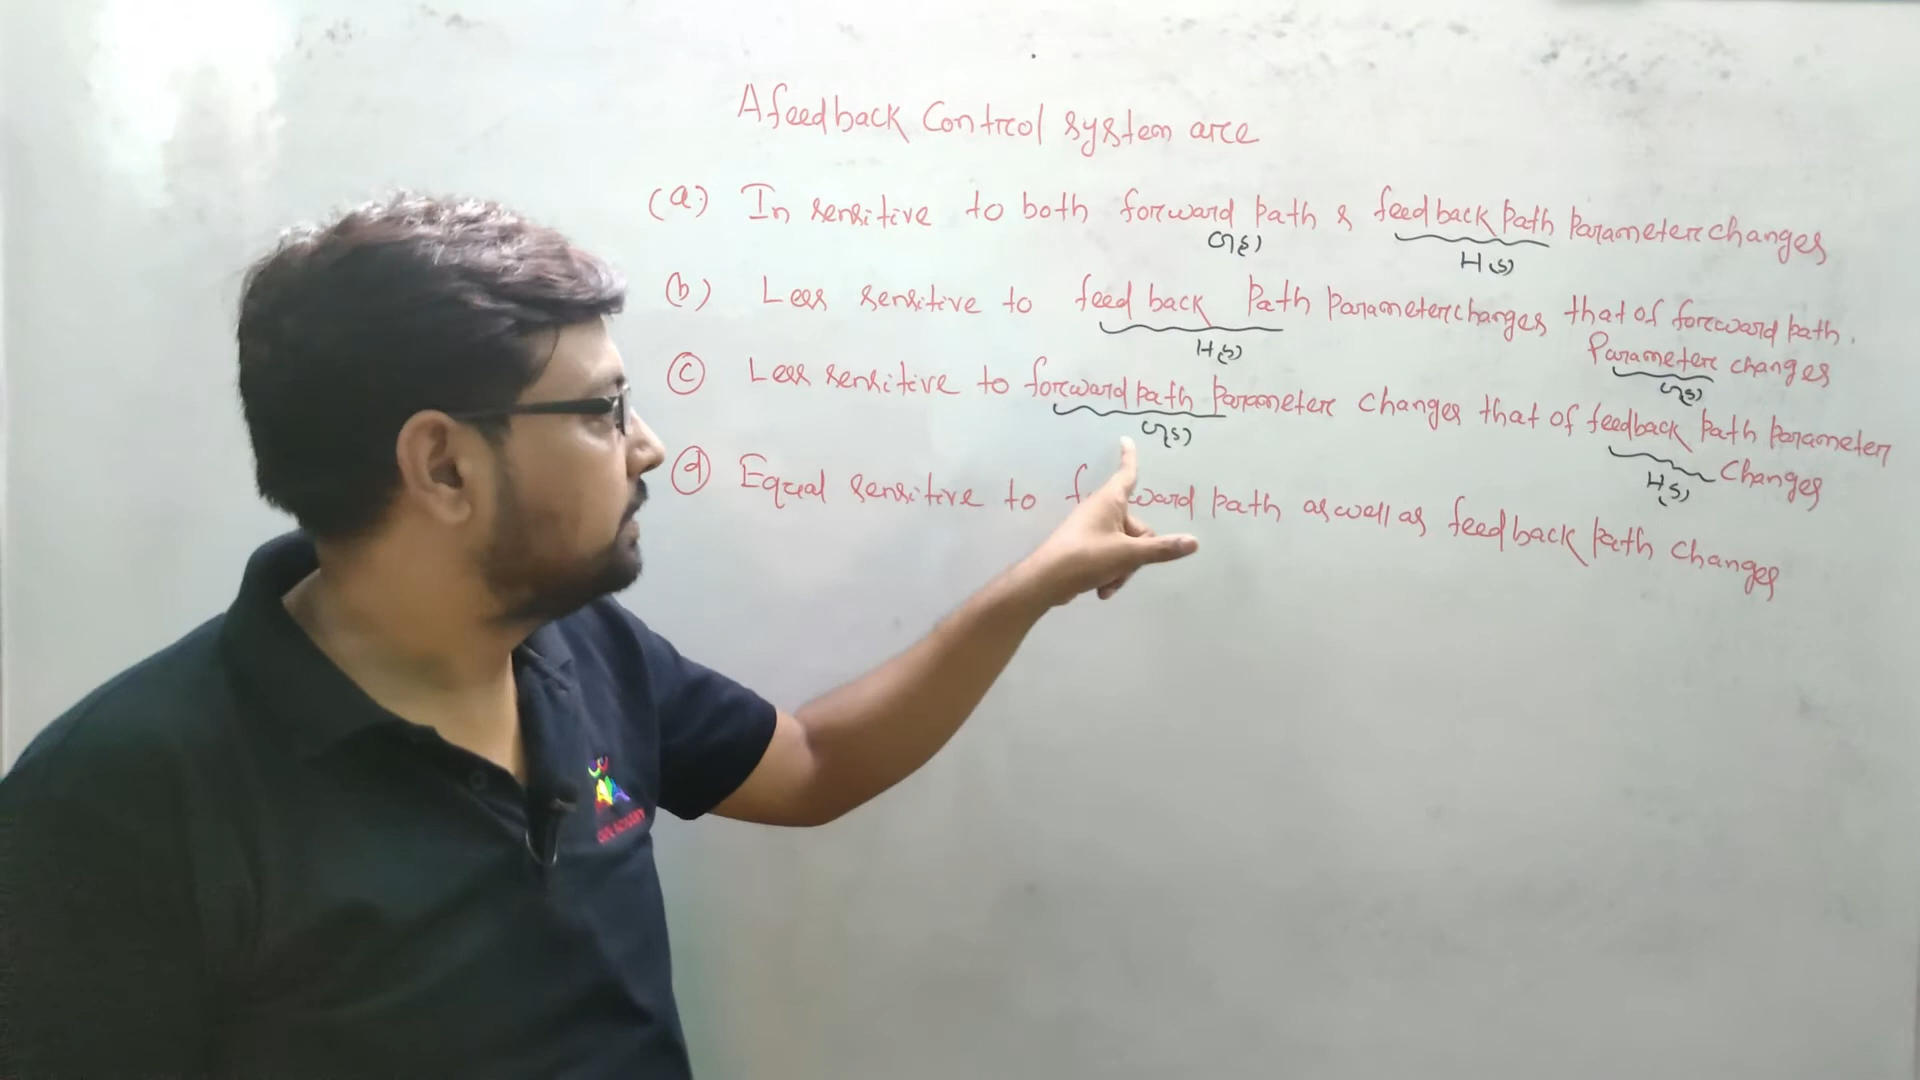 A feedback Control system are
(a) In sensitive to both forward path & feedback path parameter changes
G(s) H(s)
(b) Less sensitive to feed back path parameter changes that of forward path.
Parameter changes
H(s) G(s)
(c) Less sensitive to forward path parameter changes that of feedback path parameter
changes
G(s) H(s)
(d) Equal sensitive to path as well as feedback path changes
ACADEMY